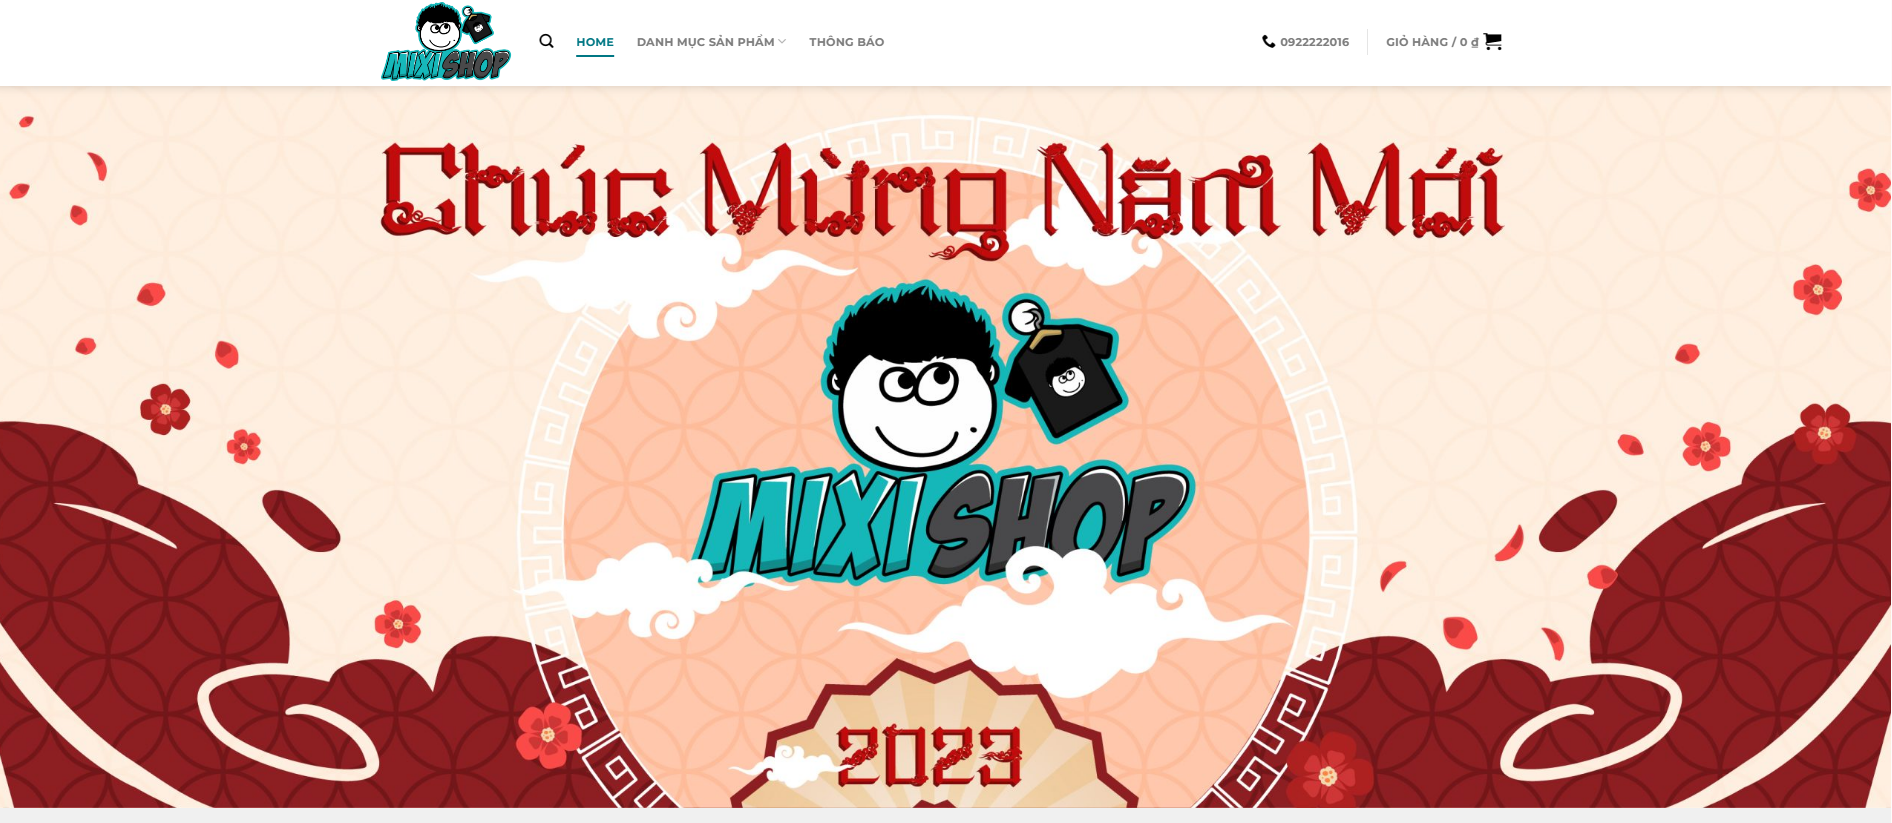 MIXISHOP
HOME
DANH MỤC SẢN PHẨM
THÔNG BÁO
0922222016
GIỎ HÀNG / 0 ₫
Chúc Mừng Năm Mới
MIXISHOP
2023